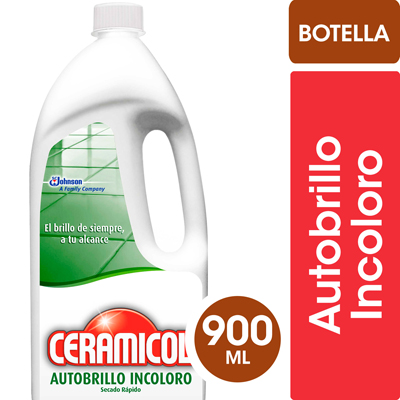 BOTELLA
Autobrillo
Incoloro
Johnson
A Family Company
El brillo de siempre,
a tu alcance
CERAMICOL
900
ML
AUTOBRILLO INCOLORO
Secado Rápido